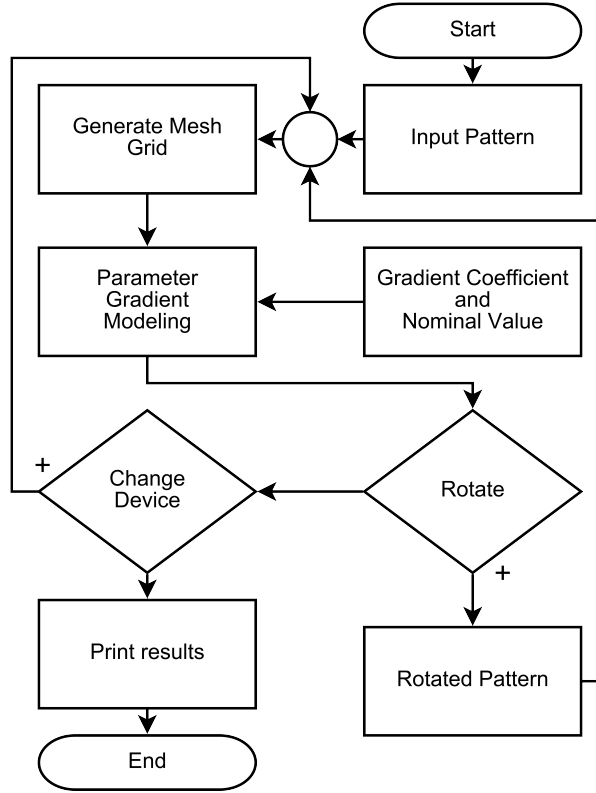 Start
Generate Mesh
Grid
Input Pattern
Parameter
Gradient
Modeling
Gradient Coefficient
and
Nominal Value
+
Change
Device
Rotate
+
Print results
Rotated Pattern
End